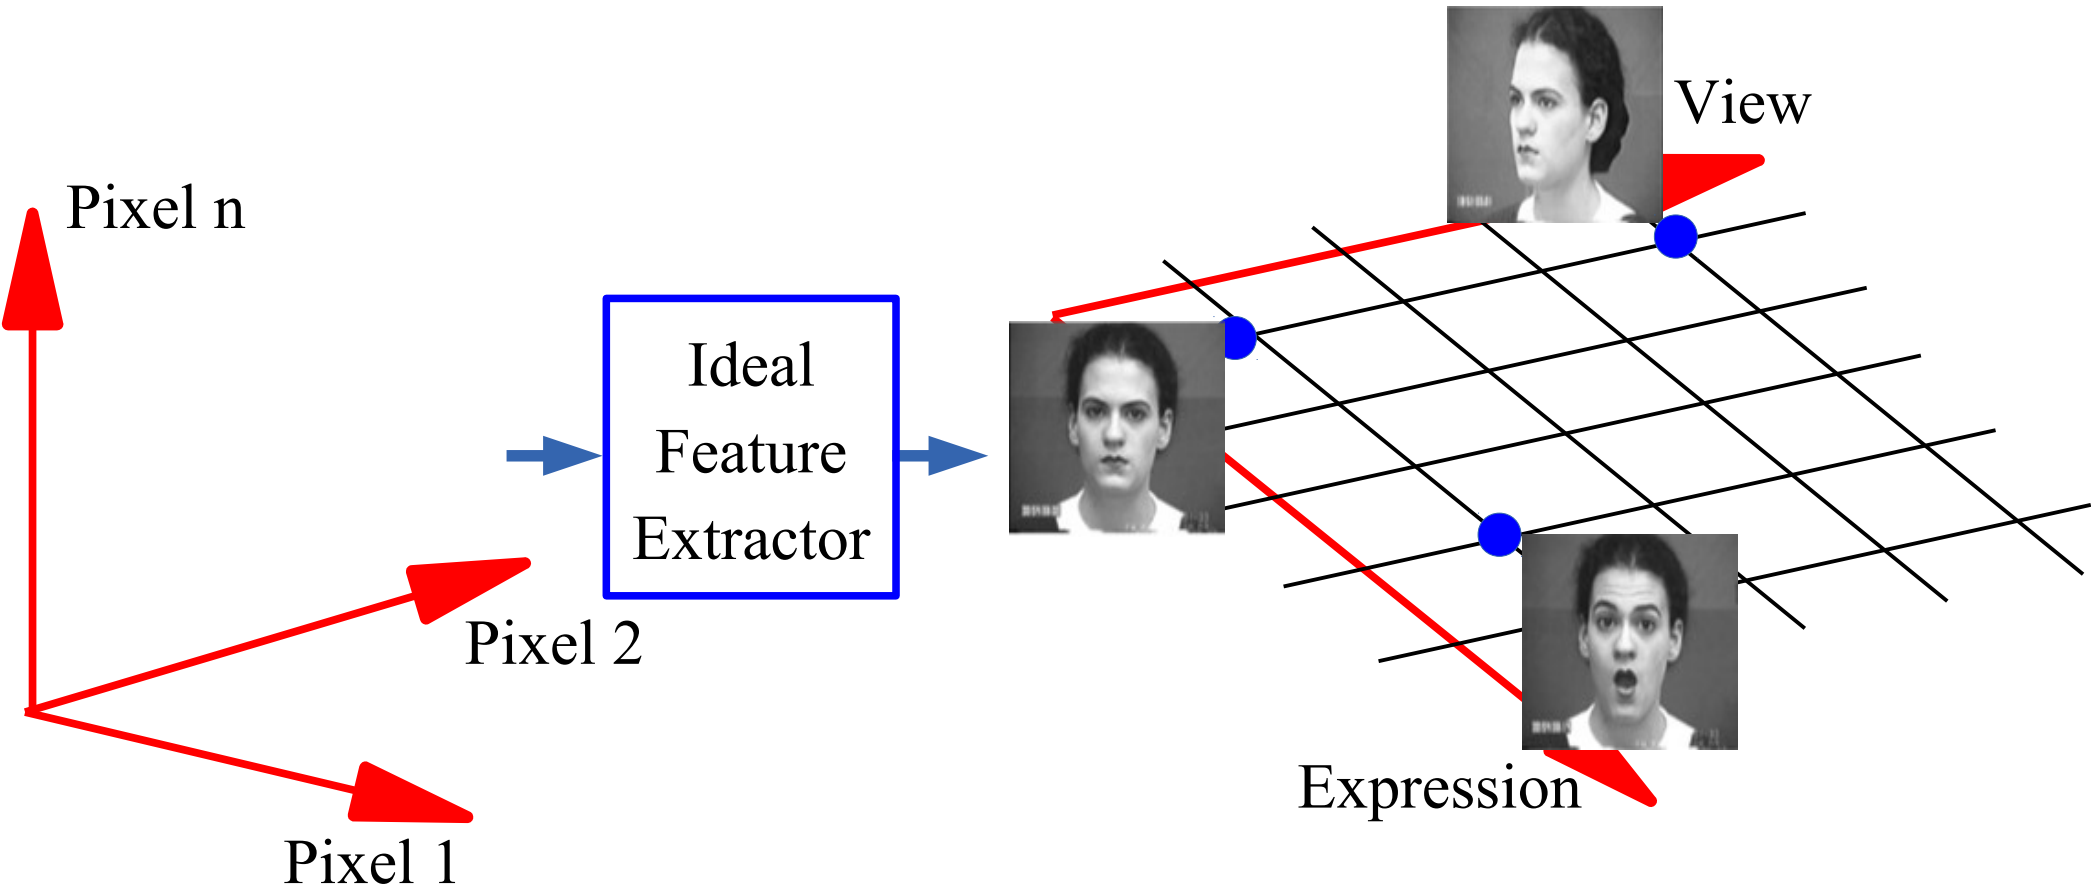 Pixel n
Pixel 2
Pixel 1
Ideal
Feature
Extractor
View
Expression